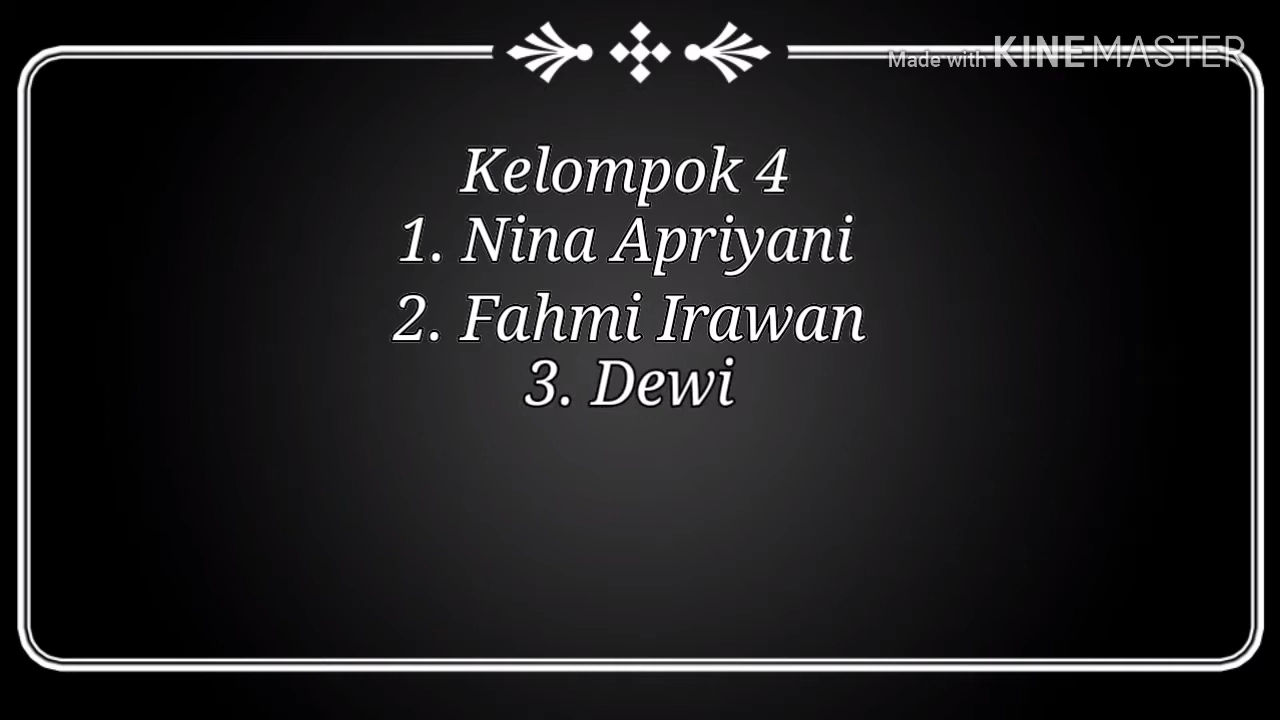 Made with KINEMASTER
Kelompok 4
1. Nina Apriyani
2. Fahmi Irawan
3. Dewi